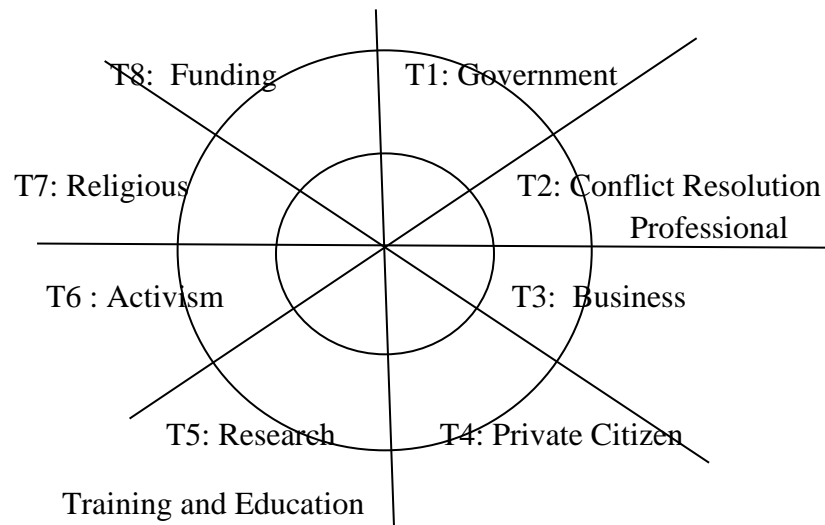 T8: Funding
T1: Government
T7: Religious
T2: Conflict Resolution
Professional
T6 : Activism
T3: Business
T5: Research
T4: Private Citizen
Training and Education